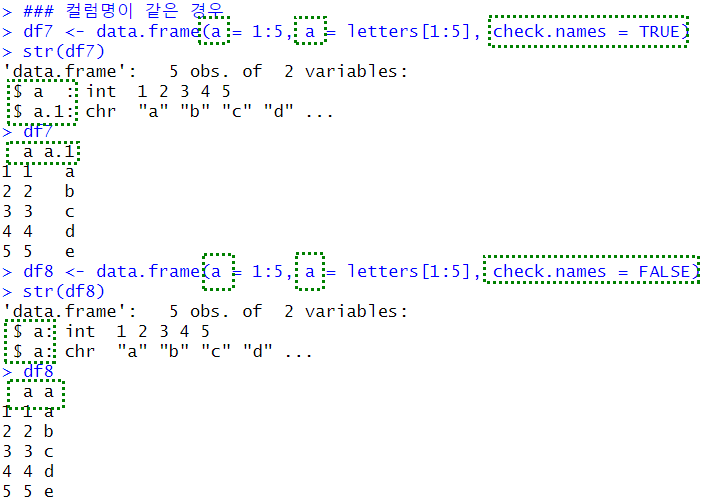 > ### 컬럼명이 같은 경우
> df7 <- data.frame(a = 1:5, a = letters[1:5], check.names = TRUE)
> str(df7)
'data.frame':   5 obs. of  2 variables:
 $ a  : int  1 2 3 4 5
 $ a.1: chr  "a" "b" "c" "d" ...
> df7
  a a.1
1 1   a
2 2   b
3 3   c
4 4   d
5 5   e
> df8 <- data.frame(a = 1:5, a = letters[1:5], check.names = FALSE)
> str(df8)
'data.frame':   5 obs. of  2 variables:
 $ a: int  1 2 3 4 5
 $ a: chr  "a" "b" "c" "d" ...
> df8
  a a
1 1 a
2 2 b
3 3 c
4 4 d
5 5 e